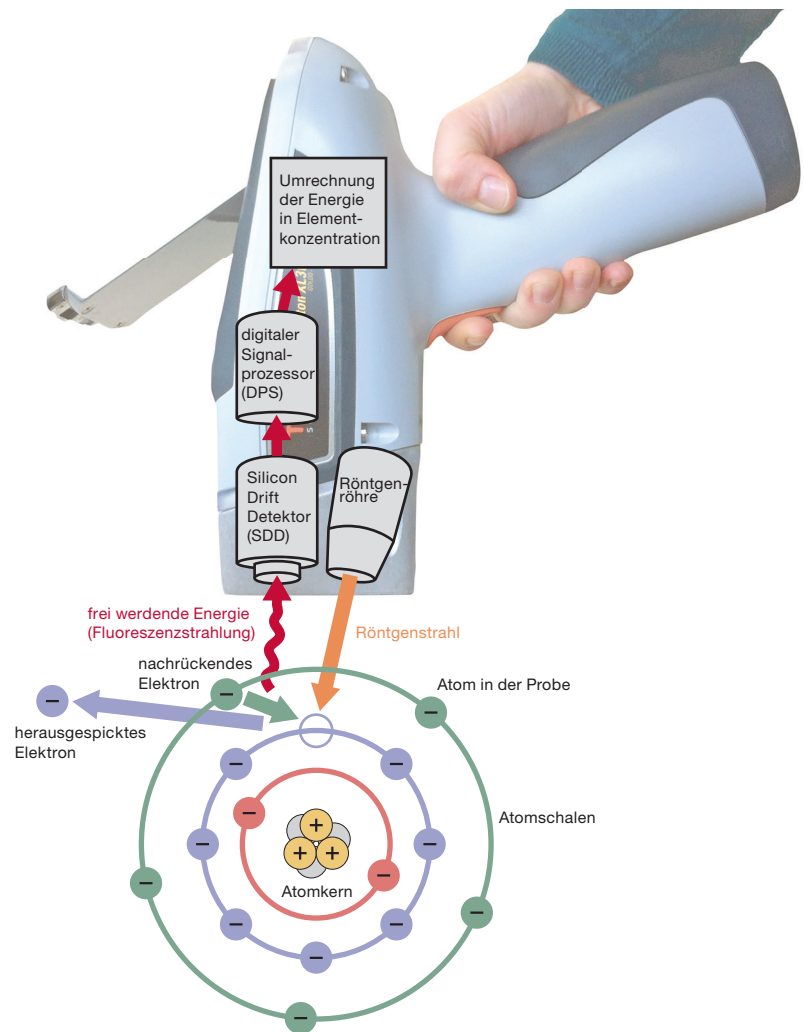 Umrechnung
der Energie
in Element-
konzentration
digitaler
Signal-
prozessor
(DPS)
Silicon
Drift
Detektor
(SDD)
Röntgen-
röhre
frei werdende Energie
(Fluoreszenzstrahlung)
Röntgenstrahl
nachrückendes
Elektron
Atom in der Probe
herausgespicktes
Elektron
Atomschalen
Atomkern